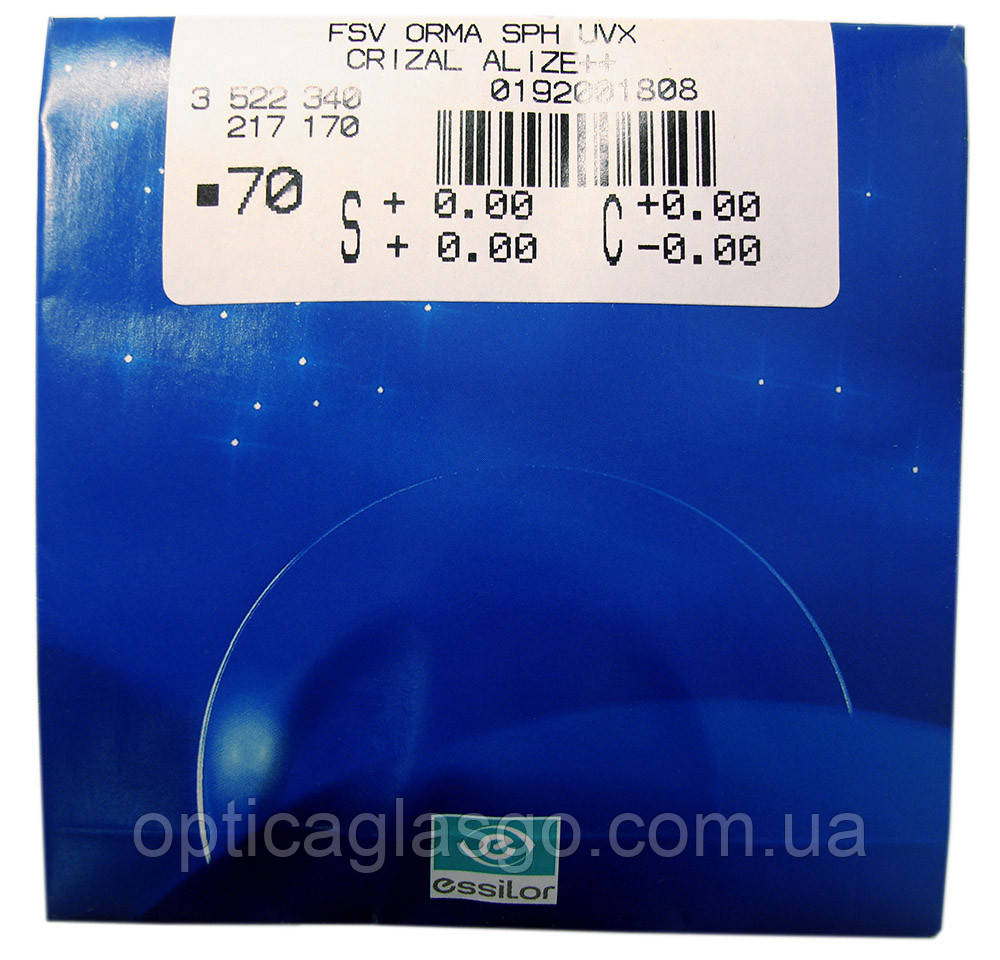 FSV ORMA SPH UVX
CRIZAL ALIZE++
3 522 340 0192001808
217 170
▪70 S + 0.00 C +0.00
+ 0.00 -0.00
opticaglasgo.com.ua
essilor